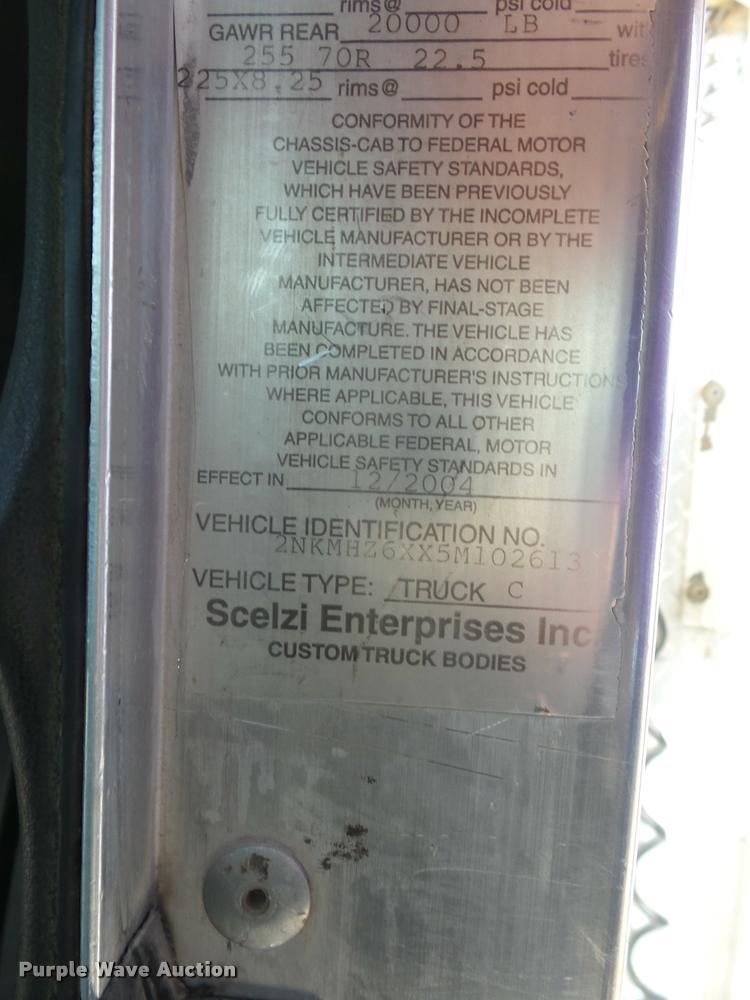 rims@ psi cold
GAWR REAR 20000 LB with
255 70R 22.5 tires
225X8.25 rims@ psi cold
CONFORMITY OF THE
CHASSIS-CAB TO FEDERAL MOTOR
VEHICLE SAFETY STANDARDS,
WHICH HAVE BEEN PREVIOUSLY
FULLY CERTIFIED BY THE INCOMPLETE
VEHICLE MANUFACTURER OR BY THE
INTERMEDIATE VEHICLE
MANUFACTURER, HAS NOT BEEN
AFFECTED BY FINAL-STAGE
MANUFACTURE. THE VEHICLE HAS
BEEN COMPLETED IN ACCORDANCE
WITH PRIOR MANUFACTURER'S INSTRUCTIONS
WHERE APPLICABLE, THIS VEHICLE
CONFORMS TO ALL OTHER
APPLICABLE FEDERAL, MOTOR
VEHICLE SAFETY STANDARDS IN
EFFECT IN 12/2004
(MONTH, YEAR)
VEHICLE IDENTIFICATION NO.
2NKMHZ6XX5M102613
VEHICLE TYPE: TRUCK C
Scelzi Enterprises Inc
CUSTOM TRUCK BODIES
Purple Wave Auction